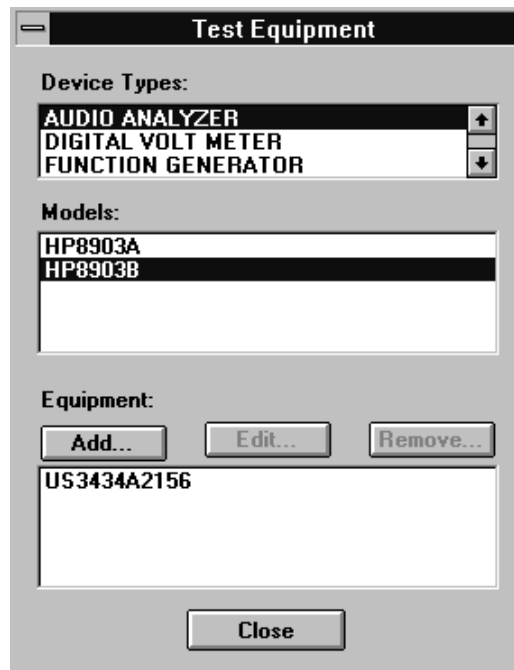 Test Equipment
Device Types:
AUDIO ANALYZER
DIGITAL VOLT METER
FUNCTION GENERATOR
Models:
HP8903A
HP8903B
Equipment:
Add... Edit... Remove...
US3434A2156
Close